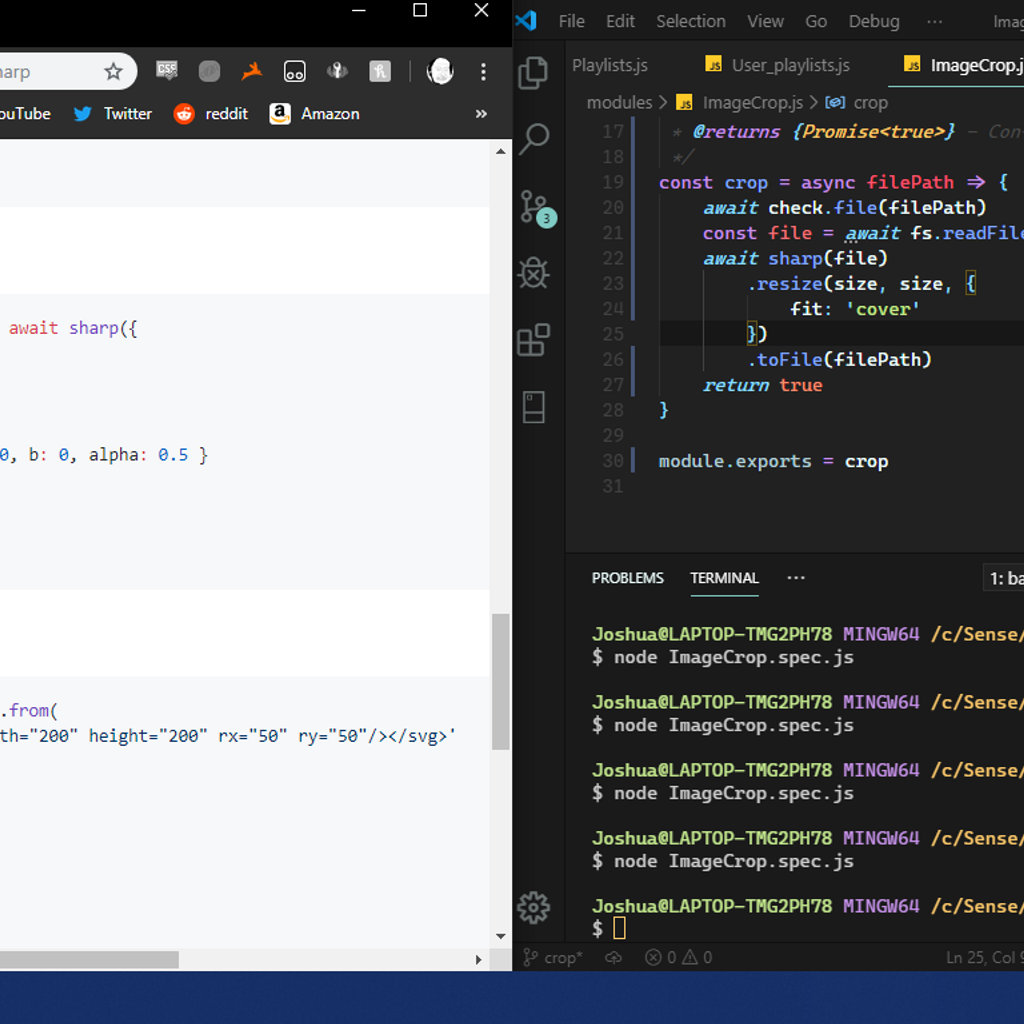 arp
ouTube Twitter reddit Amazon »
await sharp({
0, b: 0, alpha: 0.5 }
.from(
th="200" height="200" rx="50" ry="50"/></svg>'
File Edit Selection View Go Debug ··· Imag
Playlists.js JS User_playlists.js JS ImageCrop.j
modules > JS ImageCrop.js > crop
17 * @returns {Promise<true>} - Con
18 */
19 const crop = async filePath => {
20 await check.file(filePath)
21 const file = await fs.readFile
22 await sharp(file)
23 .resize(size, size, {
24 fit: 'cover'
25 })
26 .toFile(filePath)
27 return true
28 }
29
30 module.exports = crop
31
3
PROBLEMS TERMINAL ··· 1: ba
Joshua@LAPTOP-TMG2PH78 MINGW64 /c/Sense/
$ node ImageCrop.spec.js
Joshua@LAPTOP-TMG2PH78 MINGW64 /c/Sense/
$ node ImageCrop.spec.js
Joshua@LAPTOP-TMG2PH78 MINGW64 /c/Sense/
$ node ImageCrop.spec.js
Joshua@LAPTOP-TMG2PH78 MINGW64 /c/Sense/
$ node ImageCrop.spec.js
Joshua@LAPTOP-TMG2PH78 MINGW64 /c/Sense/
$
crop* 0 0 Ln 25, Col 9